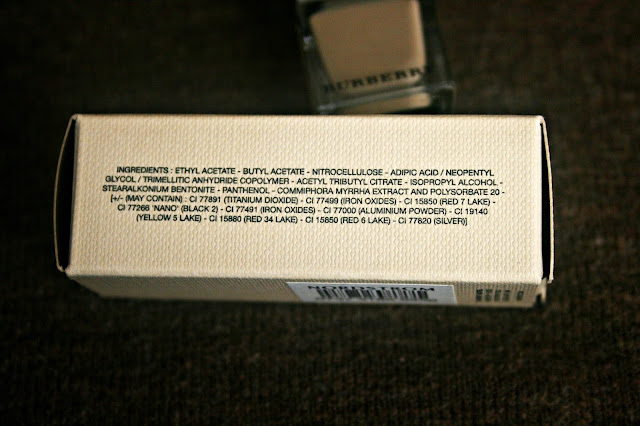 BURBERRY
INGREDIENTS : ETHYL ACETATE - BUTYL ACETATE - NITROCELLULOSE - ADIPIC ACID / NEOPENTYL
GLYCOL / TRIMELLITIC ANHYDRIDE COPOLYMER - ACETYL TRIBUTYL CITRATE - ISOPROPYL ALCOHOL -
STEARALKONIUM BENTONITE - PANTHENOL - COMMIPHORA MYRRHA EXTRACT AND POLYSORBATE 20 -
[+/- (MAY CONTAIN) : CI 77891 (TITANIUM DIOXIDE) - CI 77499 (IRON OXIDES) - CI 15850 (RED 7 LAKE) -
CI 77266 'NANO' (BLACK 2) - CI 77491 (IRON OXIDES) - CI 77000 (ALUMINIUM POWDER) - CI 19140
(YELLOW 5 LAKE) - CI 15880 (RED 34 LAKE) - CI 15850 (RED 6 LAKE) - CI 77820 (SILVER)]
NORDSTROM